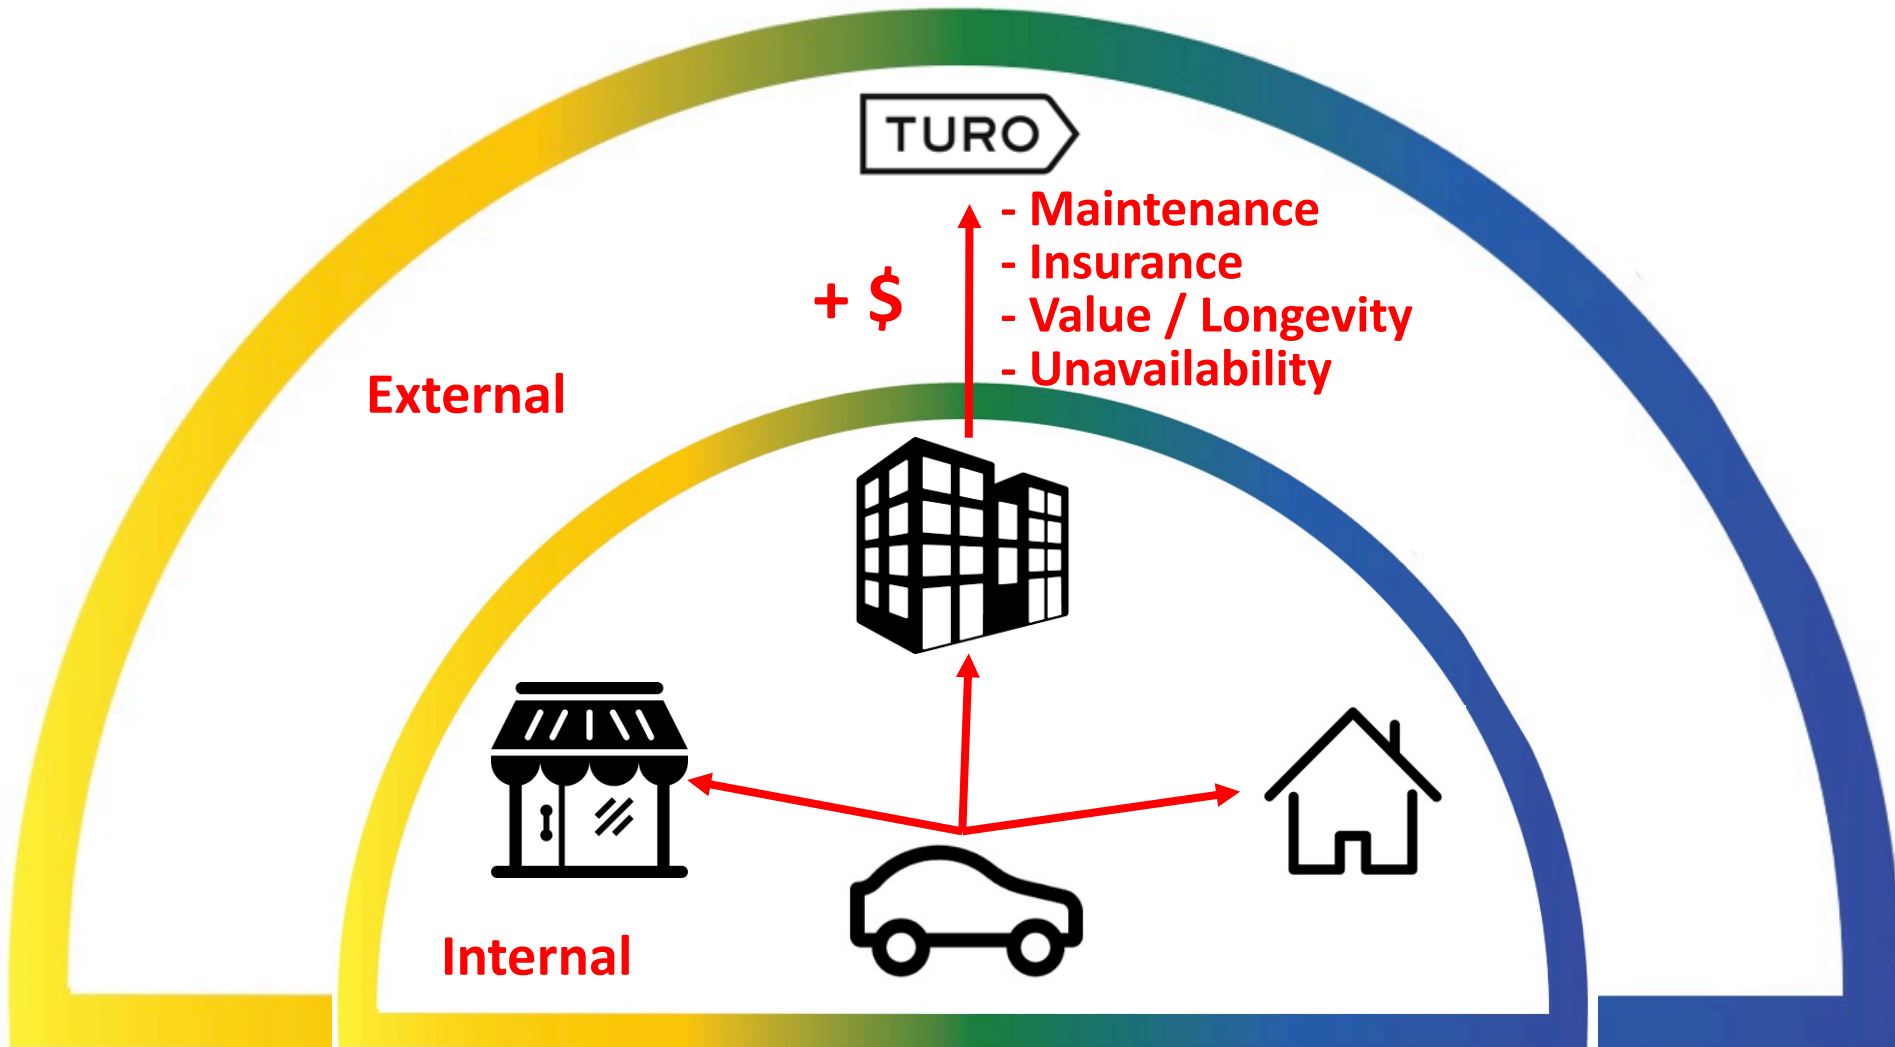 TURO
- Maintenance
- Insurance
+ $
- Value / Longevity
- Unavailability
External
Internal